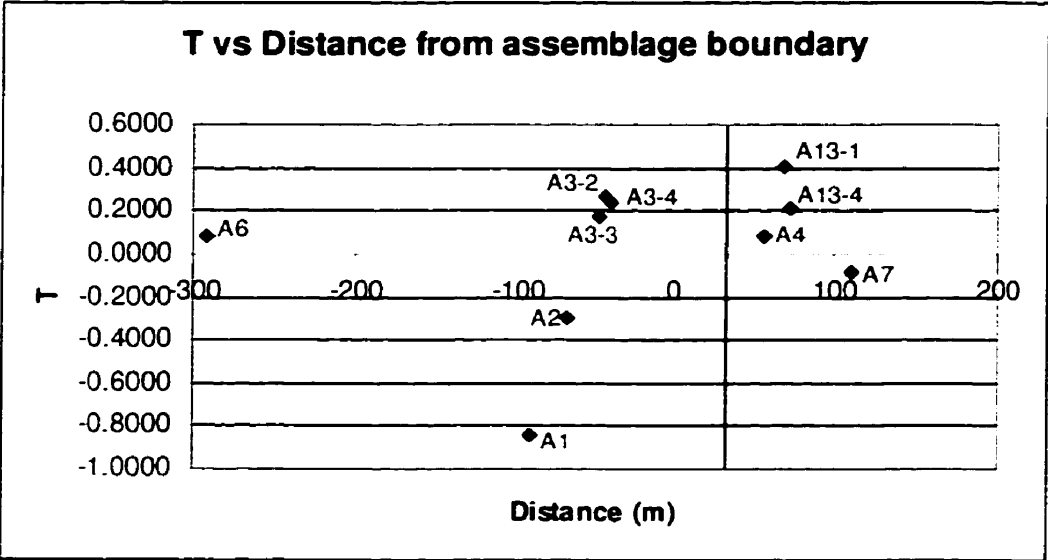 T vs Distance from assemblage boundary
0.6000
0.4000
0.2000
0.0000
-0.2000
-0.4000
-0.6000
-0.8000
-1.0000
T
-300 -200 -100 0 100 200
A13-1
A3-2 A3-4 A13-4
A6 A3-3 A4
A7
A2
A1
Distance (m)